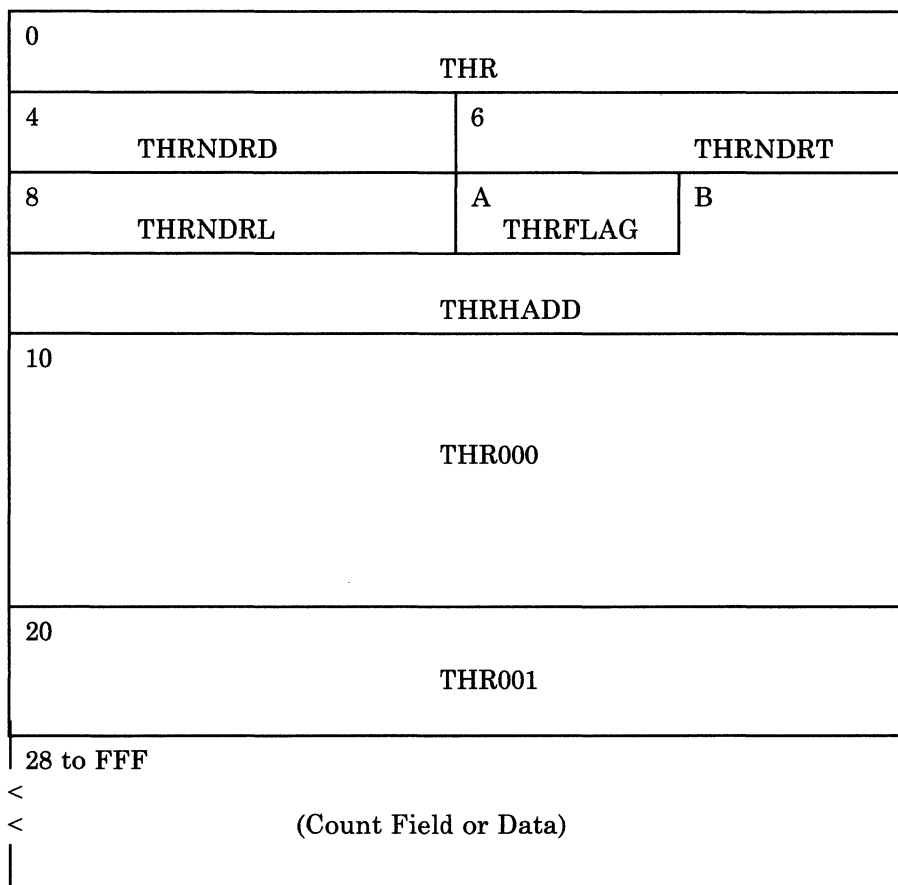 0
THR
4 6
THRNDRD THRNDRT
8 A B
THRNDRL THRFLAG
THRHADD
10
THR000
20
THR001
28 to FFF
<
< (Count Field or Data)